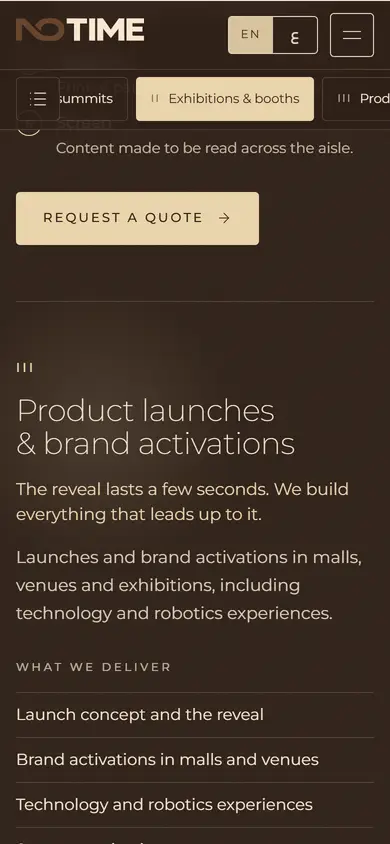 NOTIME
EN
ع
summits
II Exhibitions & booths
III Prod
Content made to be read across the aisle.
REQUEST A QUOTE →
III
Product launches
& brand activations
The reveal lasts a few seconds. We build
everything that leads up to it.
Launches and brand activations in malls,
venues and exhibitions, including
technology and robotics experiences.
WHAT WE DELIVER
Launch concept and the reveal
Brand activations in malls and venues
Technology and robotics experiences